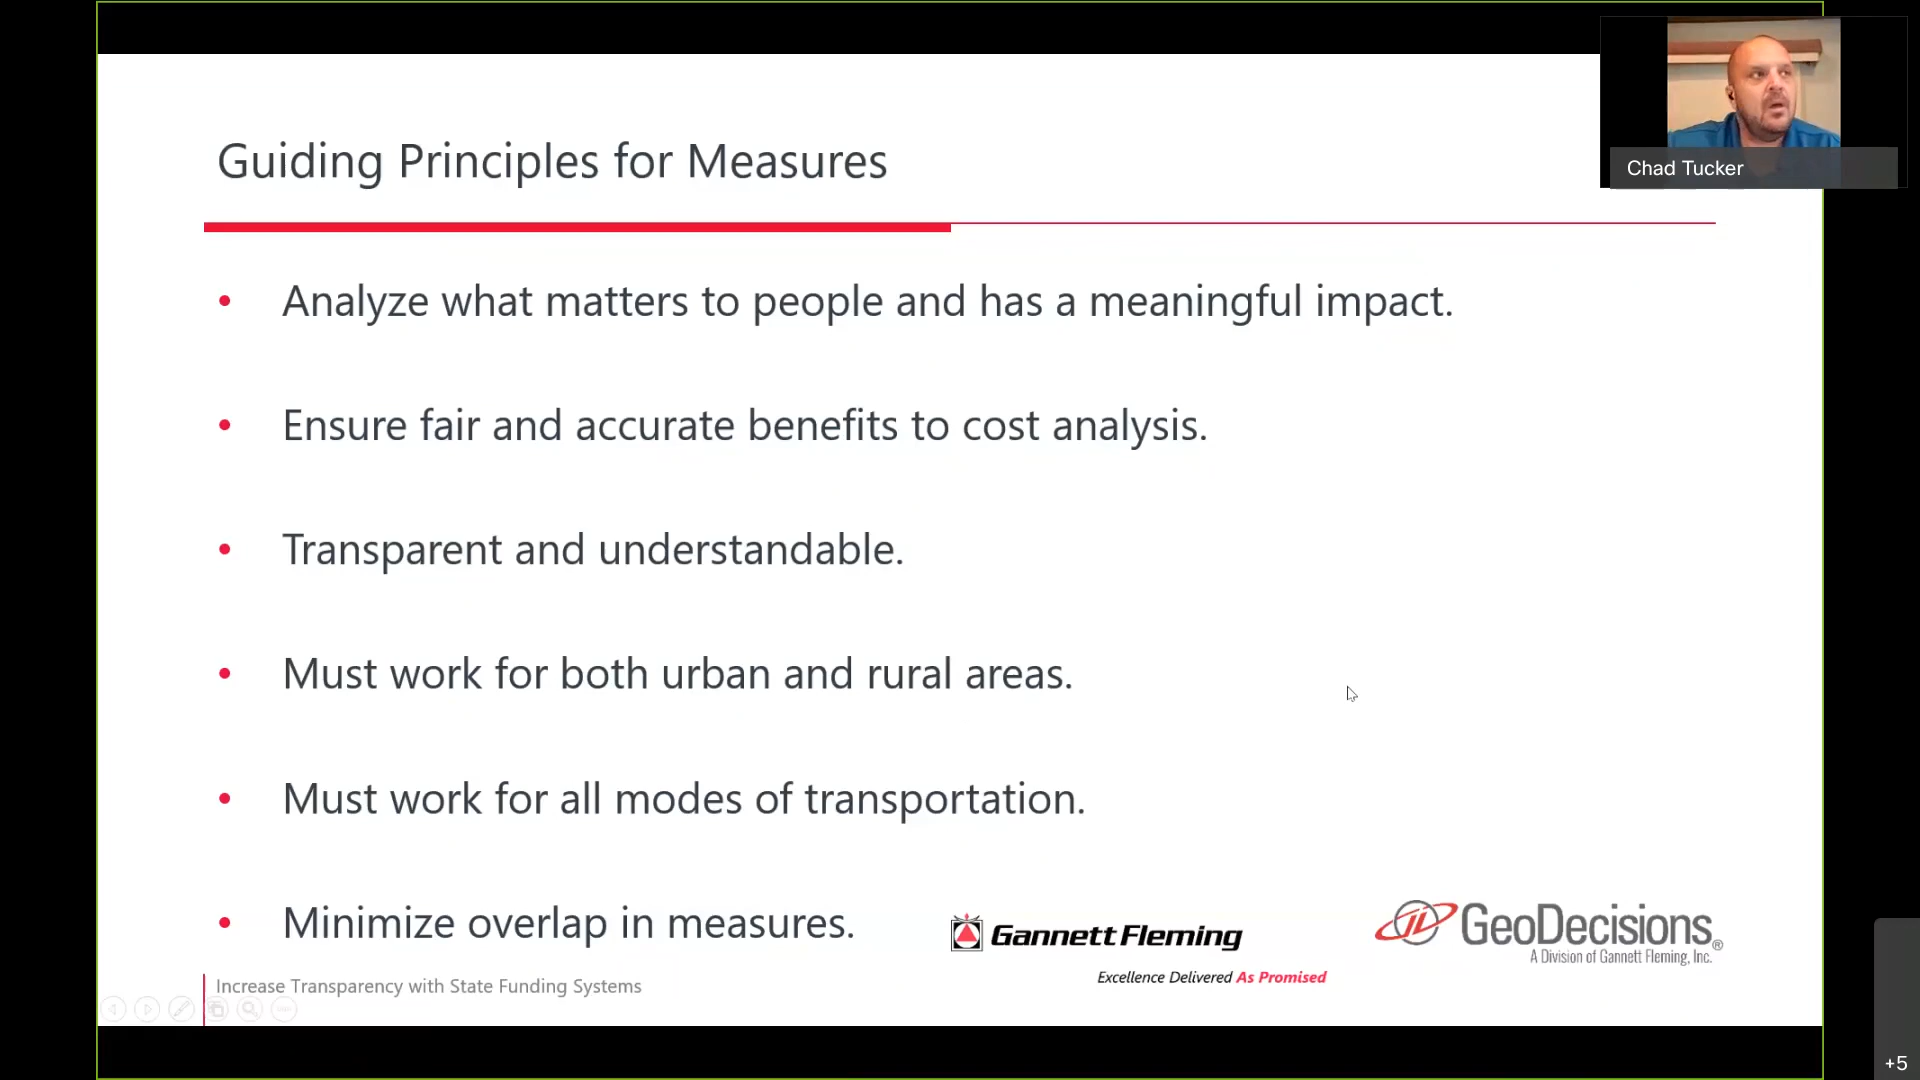 Chad Tucker
Guiding Principles for Measures
• Analyze what matters to people and has a meaningful impact.
• Ensure fair and accurate benefits to cost analysis.
• Transparent and understandable.
• Must work for both urban and rural areas.
• Must work for all modes of transportation.
• Minimize overlap in measures.
Gannett Fleming
Excellence Delivered As Promised
GeoDecisions®
A Division of Gannett Fleming, Inc.
Increase Transparency with State Funding Systems
+5